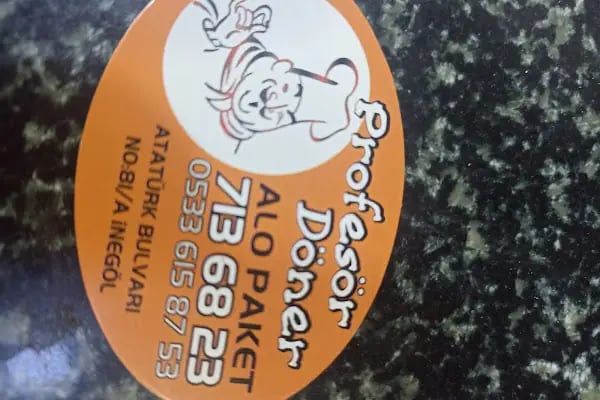 Profesör
Döner
ALO PAKET
713 68 23
0533 615 87 53
ATATÜRK BULVARI
NO:81/A İNEGÖL